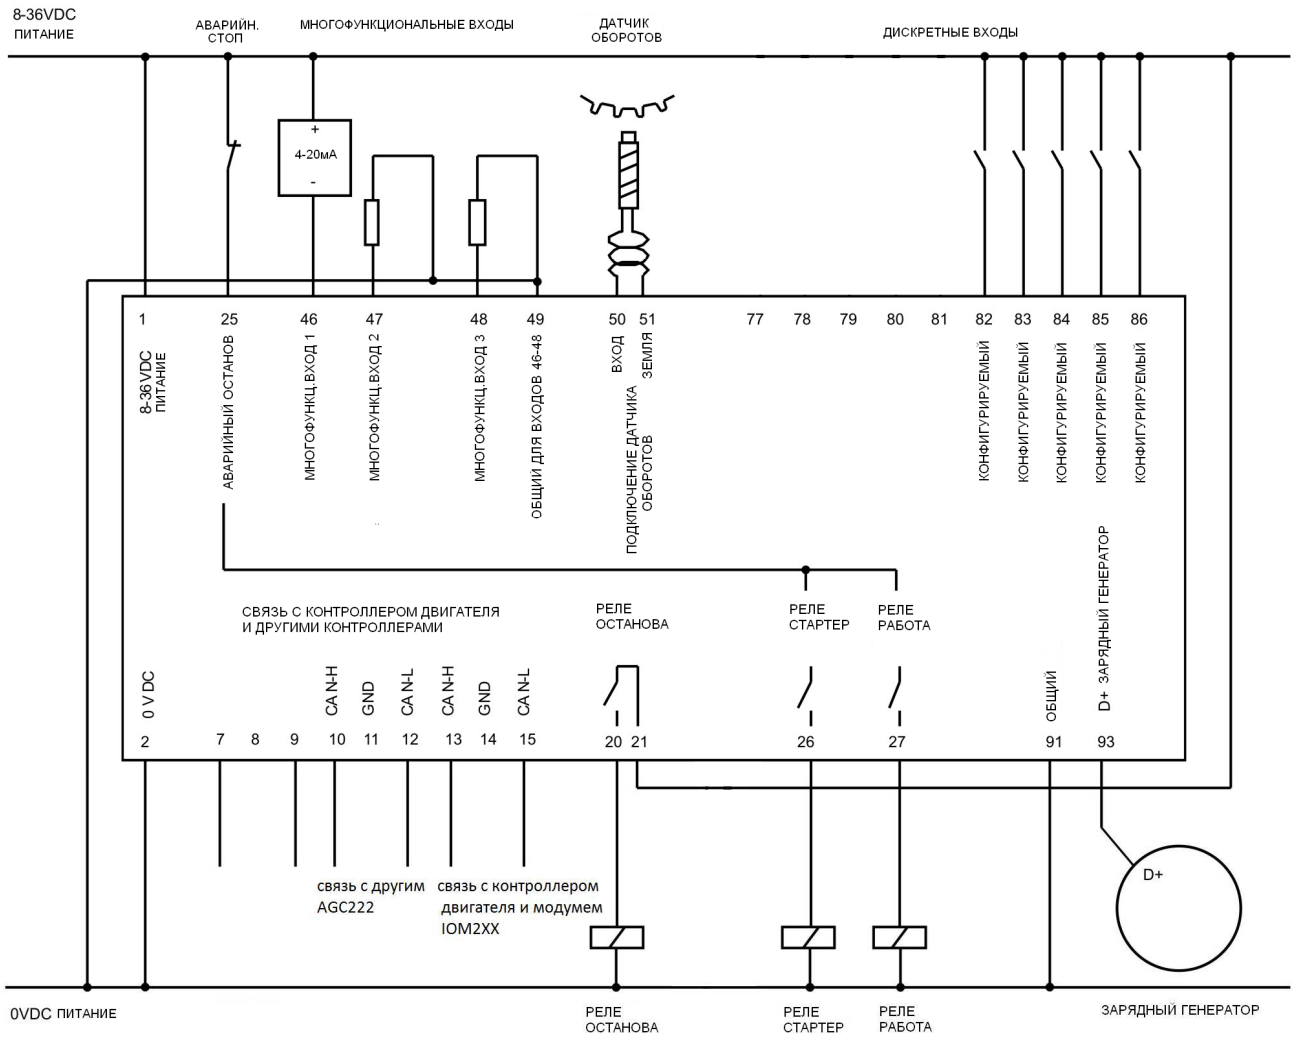 8-36VDC
ПИТАНИЕ
АВАРИЙН.
СТОП
МНОГОФУНКЦИОНАЛЬНЫЕ ВХОДЫ
ДАТЧИК
ОБОРОТОВ
ДИСКРЕТНЫЕ ВХОДЫ
+
4-20мА
-
1
25
46
47
48
49
50
51
77
78
79
80
81
82
83
84
85
86
8-36VDC
ПИТАНИЕ
АВАРИЙНЫЙ ОСТАНОВ
МНОГОФУНКЦ.ВХОД 1
МНОГОФУНКЦ.ВХОД 2
МНОГОФУНКЦ.ВХОД 3
ОБЩИЙ ДЛЯ ВХОДОВ 46-48
ВХОД
ЗЕМЛЯ
ПОДКЛЮЧЕНИЕ ДАТЧИКА
ОБОРОТОВ
КОНФИГУРИРУЕМЫЙ
КОНФИГУРИРУЕМЫЙ
КОНФИГУРИРУЕМЫЙ
КОНФИГУРИРУЕМЫЙ
КОНФИГУРИРУЕМЫЙ
СВЯЗЬ С КОНТРОЛЛЕРОМ ДВИГАТЕЛЯ
И ДРУГИМИ КОНТРОЛЛЕРАМИ
РЕЛЕ
ОСТАНОВА
РЕЛЕ
СТАРТЕР
РЕЛЕ
РАБОТА
0 V DC
CAN-H
GND
CAN-L
CAN-H
GND
CAN-L
ОБЩИЙ
D+ ЗАРЯДНЫЙ ГЕНЕРАТОР
2
7
8
9
10
11
12
13
14
15
20
21
26
27
91
93
связь с другим
AGC222
связь с контроллером
двигателя и модумем
IOM2XX
D+
0VDC ПИТАНИЕ
РЕЛЕ
ОСТАНОВА
РЕЛЕ
СТАРТЕР
РЕЛЕ
РАБОТА
ЗАРЯДНЫЙ ГЕНЕРАТОР